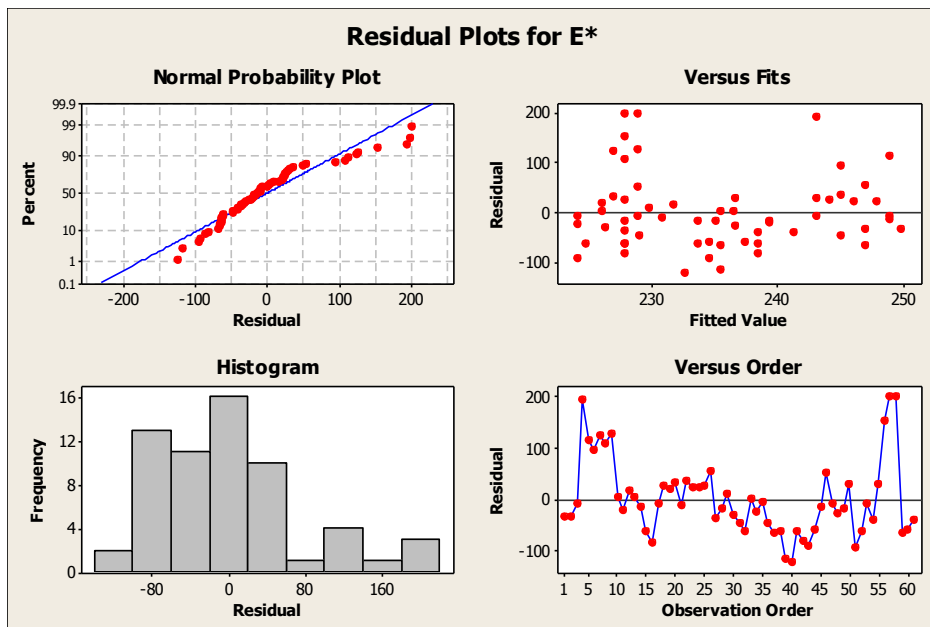 Residual Plots for E*
Normal Probability Plot
99.9
99
90
50
10
1
0.1
Percent
-200 -100 0 100 200
Residual
Versus Fits
200
100
0
-100
Residual
230 240 250
Fitted Value
Histogram
16
12
8
4
0
Frequency
-80 0 80 160
Residual
Versus Order
200
100
0
-100
Residual
1 5 10 15 20 25 30 35 40 45 50 55 60
Observation Order